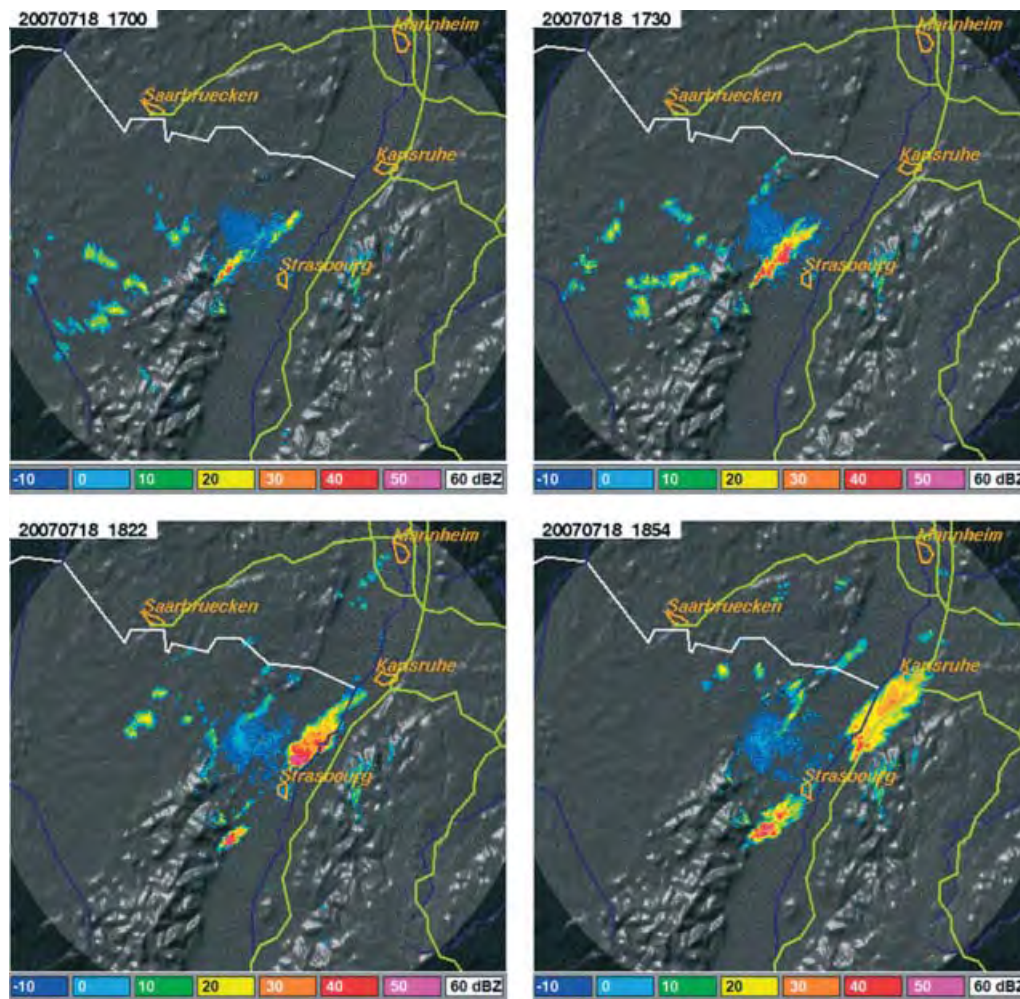 20070718 1700
Mannheim
Saarbruecken
Karlsruhe
Strasbourg
-10 0 10 20 30 40 50 60 dBZ
20070718 1730
Mannheim
Saarbruecken
Karlsruhe
Strasbourg
-10 0 10 20 30 40 50 60 dBZ
20070718 1822
Mannheim
Saarbruecken
Karlsruhe
Strasbourg
-10 0 10 20 30 40 50 60 dBZ
20070718 1854
Mannheim
Saarbruecken
Karlsruhe
Strasbourg
-10 0 10 20 30 40 50 60 dBZ